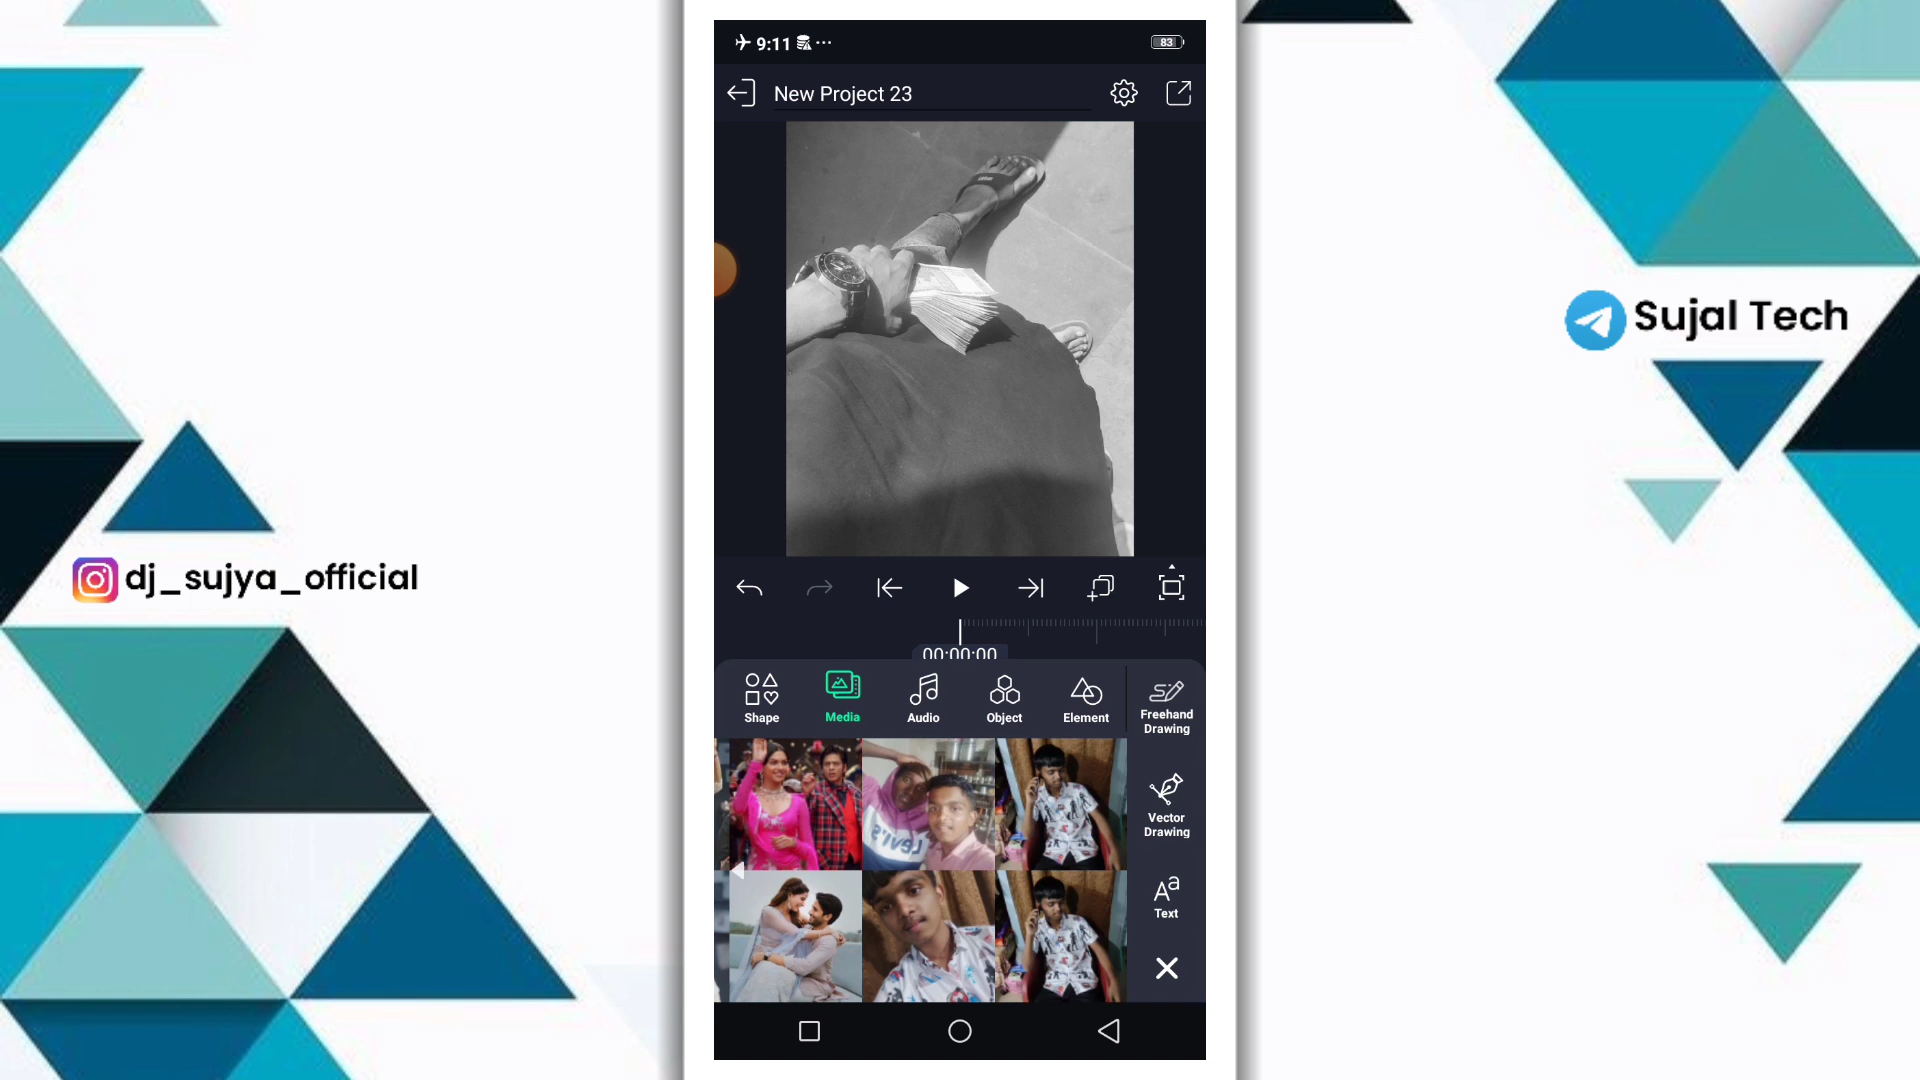 9:11
83
New Project 23
00:00:00
Shape
Media
Audio
Object
Element
Freehand
Drawing
Vector
Drawing
Aa
Text
dj_sujya_official
Sujal Tech